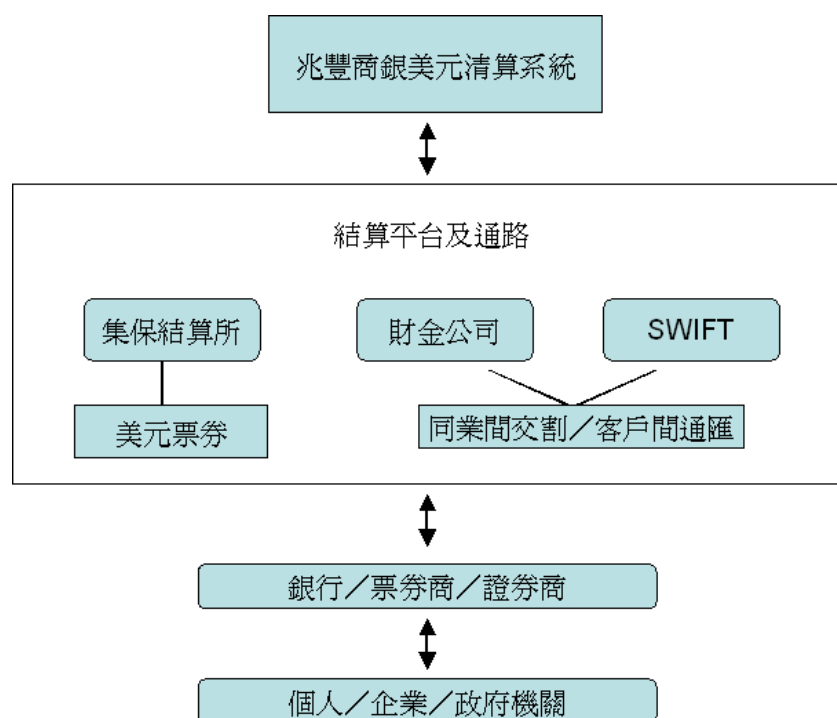 兆豐商銀美元清算系統
結算平台及通路
集保結算所
財金公司
SWIFT
美元票券
同業間交割／客戶間通匯
銀行／票券商／證券商
個人／企業／政府機關